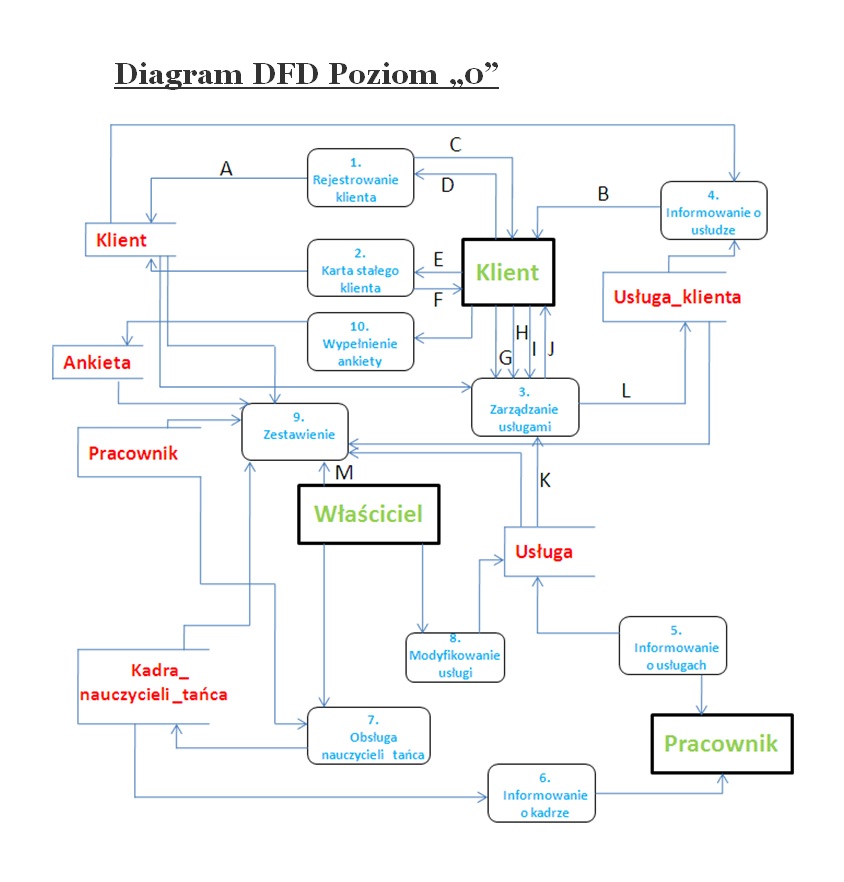 Diagram DFD Poziom „0”
C
A
1.
Rejestrowanie
klienta
D
B
4.
Informowanie o
usłudze
Klient
2.
Karta stałego
klienta
E
F
Klient
Usługa_klienta
10.
Wypełnienie
ankiety
H
G
I
J
Ankieta
3.
Zarządzanie
usługami
L
9.
Zestawienie
Pracownik
M
K
Właściciel
Usługa
8.
Modyfikowanie
usługi
5.
Informowanie
o usługach
Kadra_
nauczycieli_tańca
7.
Obsługa
nauczycieli_tańca
Pracownik
6.
Informowanie
o kadrze